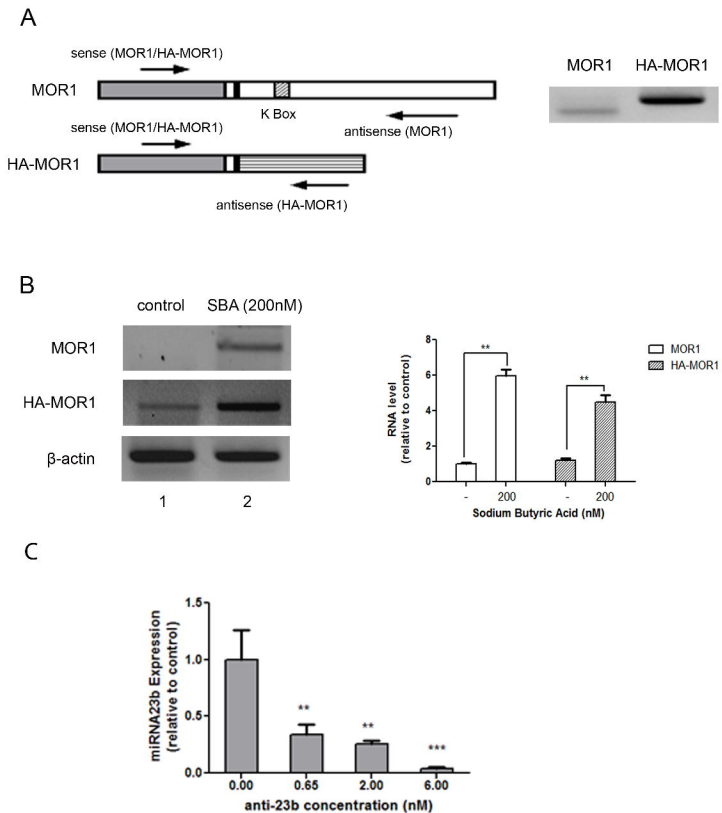 A
sense (MOR1/HA-MOR1)
MOR1
K Box
antisense (MOR1)
sense (MOR1/HA-MOR1)
HA-MOR1
antisense (HA-MOR1)
MOR1 HA-MOR1
B
control SBA (200nM)
MOR1
HA-MOR1
β-actin
1 2
8
6
4
2
0
RNA level
(relative to control)
** **
- 200 - 200
Sodium Butyric Acid (nM)
MOR1
HA-MOR1
C
1.5
1.0
0.5
0.0
miRNA23b Expression
(relative to control)
** ** ***
0.00 0.65 2.00 6.00
anti-23b concentration (nM)